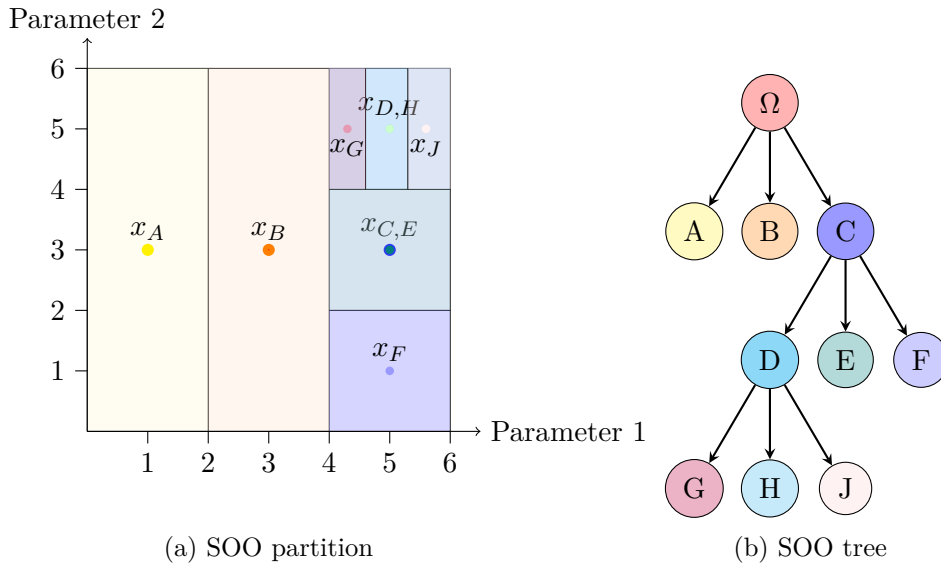 Parameter 2
6
5
4
3
2
1
x_A
x_B
x_{C,E}
x_{D,H}
x_G
x_J
x_F
1 2 3 4 5 6
Parameter 1
(a) SOO partition
Ω
A B C
D E F
G H J
(b) SOO tree